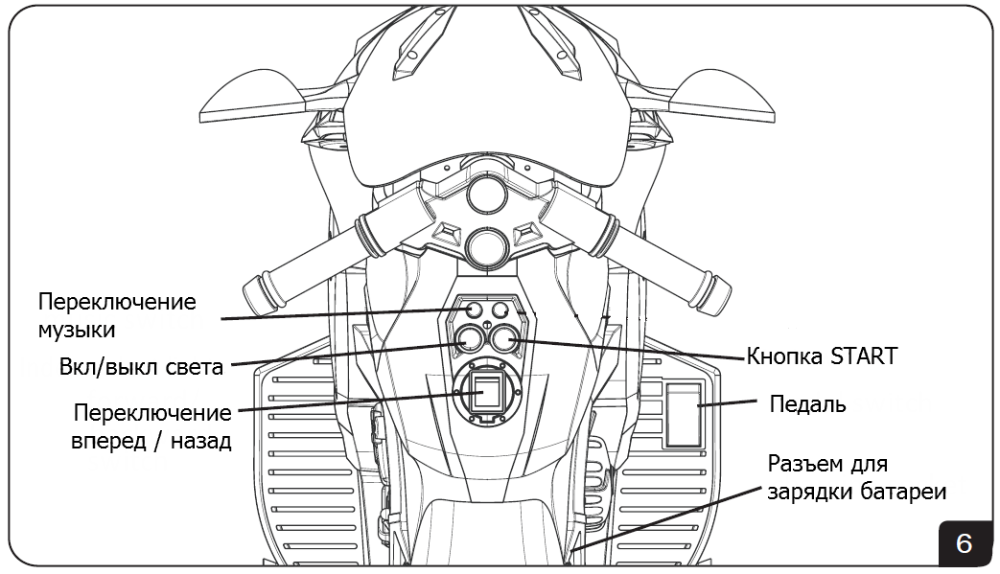 Переключение
музыки
Вкл/выкл света
Переключение
вперед / назад
Кнопка START
Педаль
Разъем для
зарядки батареи
6